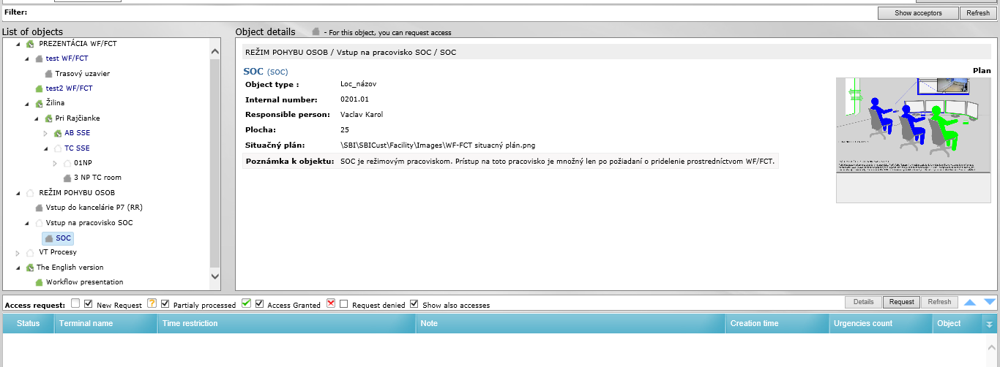 Filter:
Show acceptors
Refresh
List of objects
PREZENTÁCIA WF/FCT
test WF/FCT
Trasový uzavier
test2 WF/FCT
Žilina
Pri Rajčianke
AB SSE
TC SSE
01NP
3 NP TC room
REŽIM POHYBU OSOB
Vstup do kancelárie P7 (RR)
Vstup na pracovisko SOC
SOC
VT Procesy
The English version
Workflow presentation
Object details - For this object, you can request access
REŽIM POHYBU OSOB / Vstup na pracovisko SOC / SOC
SOC (SOC)
Plan
Object type : Loc_názov
Internal number: 0201.01
Responsible person: Vaclav Karol
Plocha: 25
Situačný plán: \SBI\SBICust\Facility\Images\WF-FCT situacný plán.png
Poznámka k objektu: SOC je režimovým pracoviskom. Prístup na toto pracovisko je množný len po požiadaní o pridelenie prostredníctvom WF/FCT.
Access request: New Request Partialy processed Access Granted Request denied Show also accesses
Details Request Refresh
Status Terminal name Time restriction Note Creation time Urgencies count Object